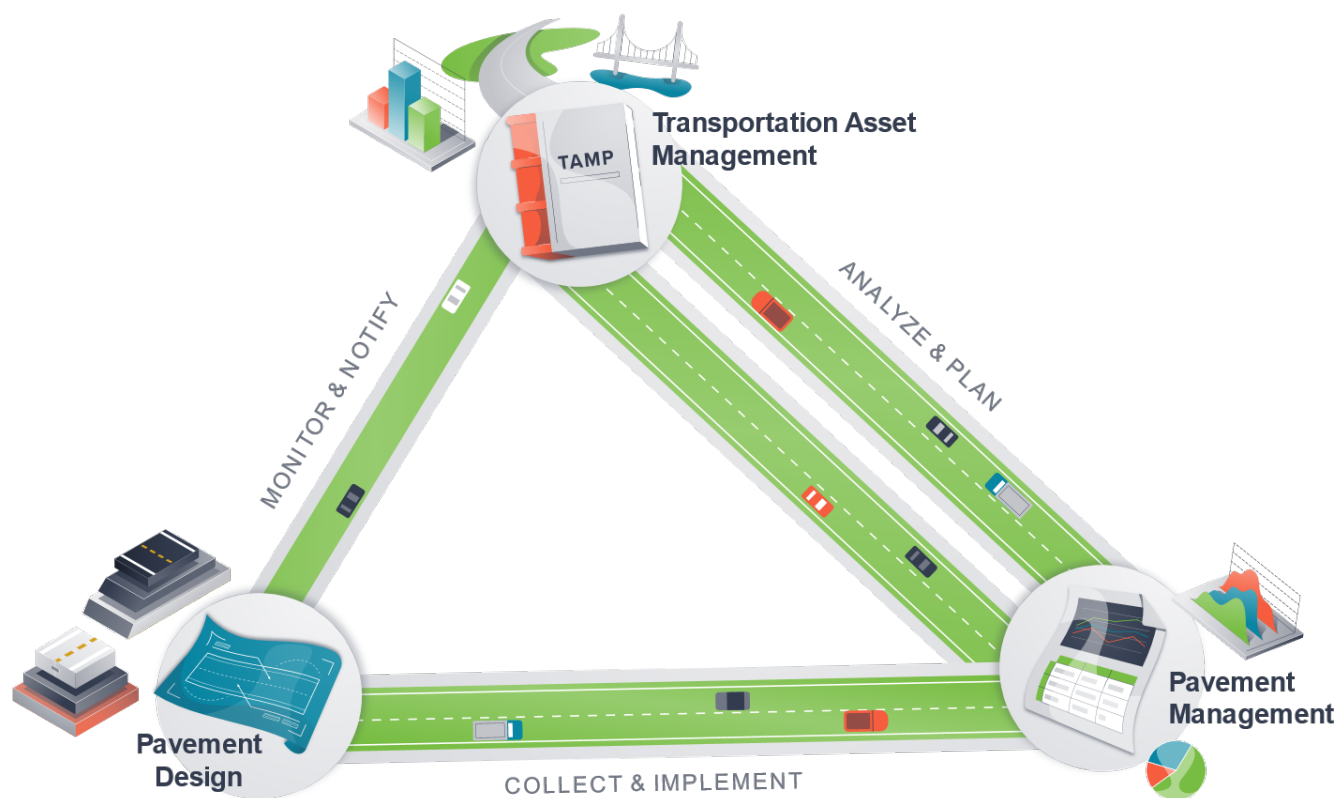 Transportation Asset
Management
TAMP
ANALYZE & PLAN
MONITOR & NOTIFY
Pavement
Management
Pavement
Design
COLLECT & IMPLEMENT